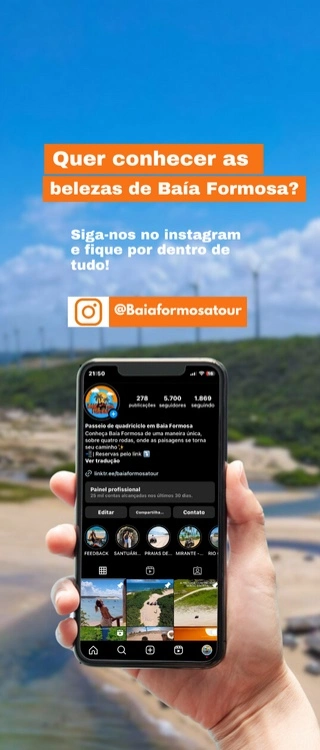 Quer conhecer as
belezas de Baía Formosa?
Siga-nos no instagram
e fique por dentro de
tudo!
@Baiaformosatour
21:50
278 5.700 1.869
publicações seguidores seguindo
Passeio de quadriciclo em Baía Formosa
Conheça Baía Formosa de uma maneira única,
sobre quatro rodas, onde as paisagens se torna
seu caminho
| Reservas pelo link
Ver tradução
linktr.ee/baiaformosatour
Painel profissional
25 mil contas alcançadas nos últimos 30 dias.
Editar Compartilha... Contato
FEEDBACK SANTUÁRI... PRAIAS DE... MIRANTE -... RIO